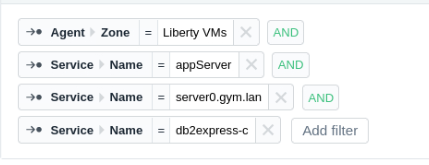 Agent Zone = Liberty VMs AND
Service Name = appServer AND
Service Name = server0.gym.lan AND
Service Name = db2express-c Add filter